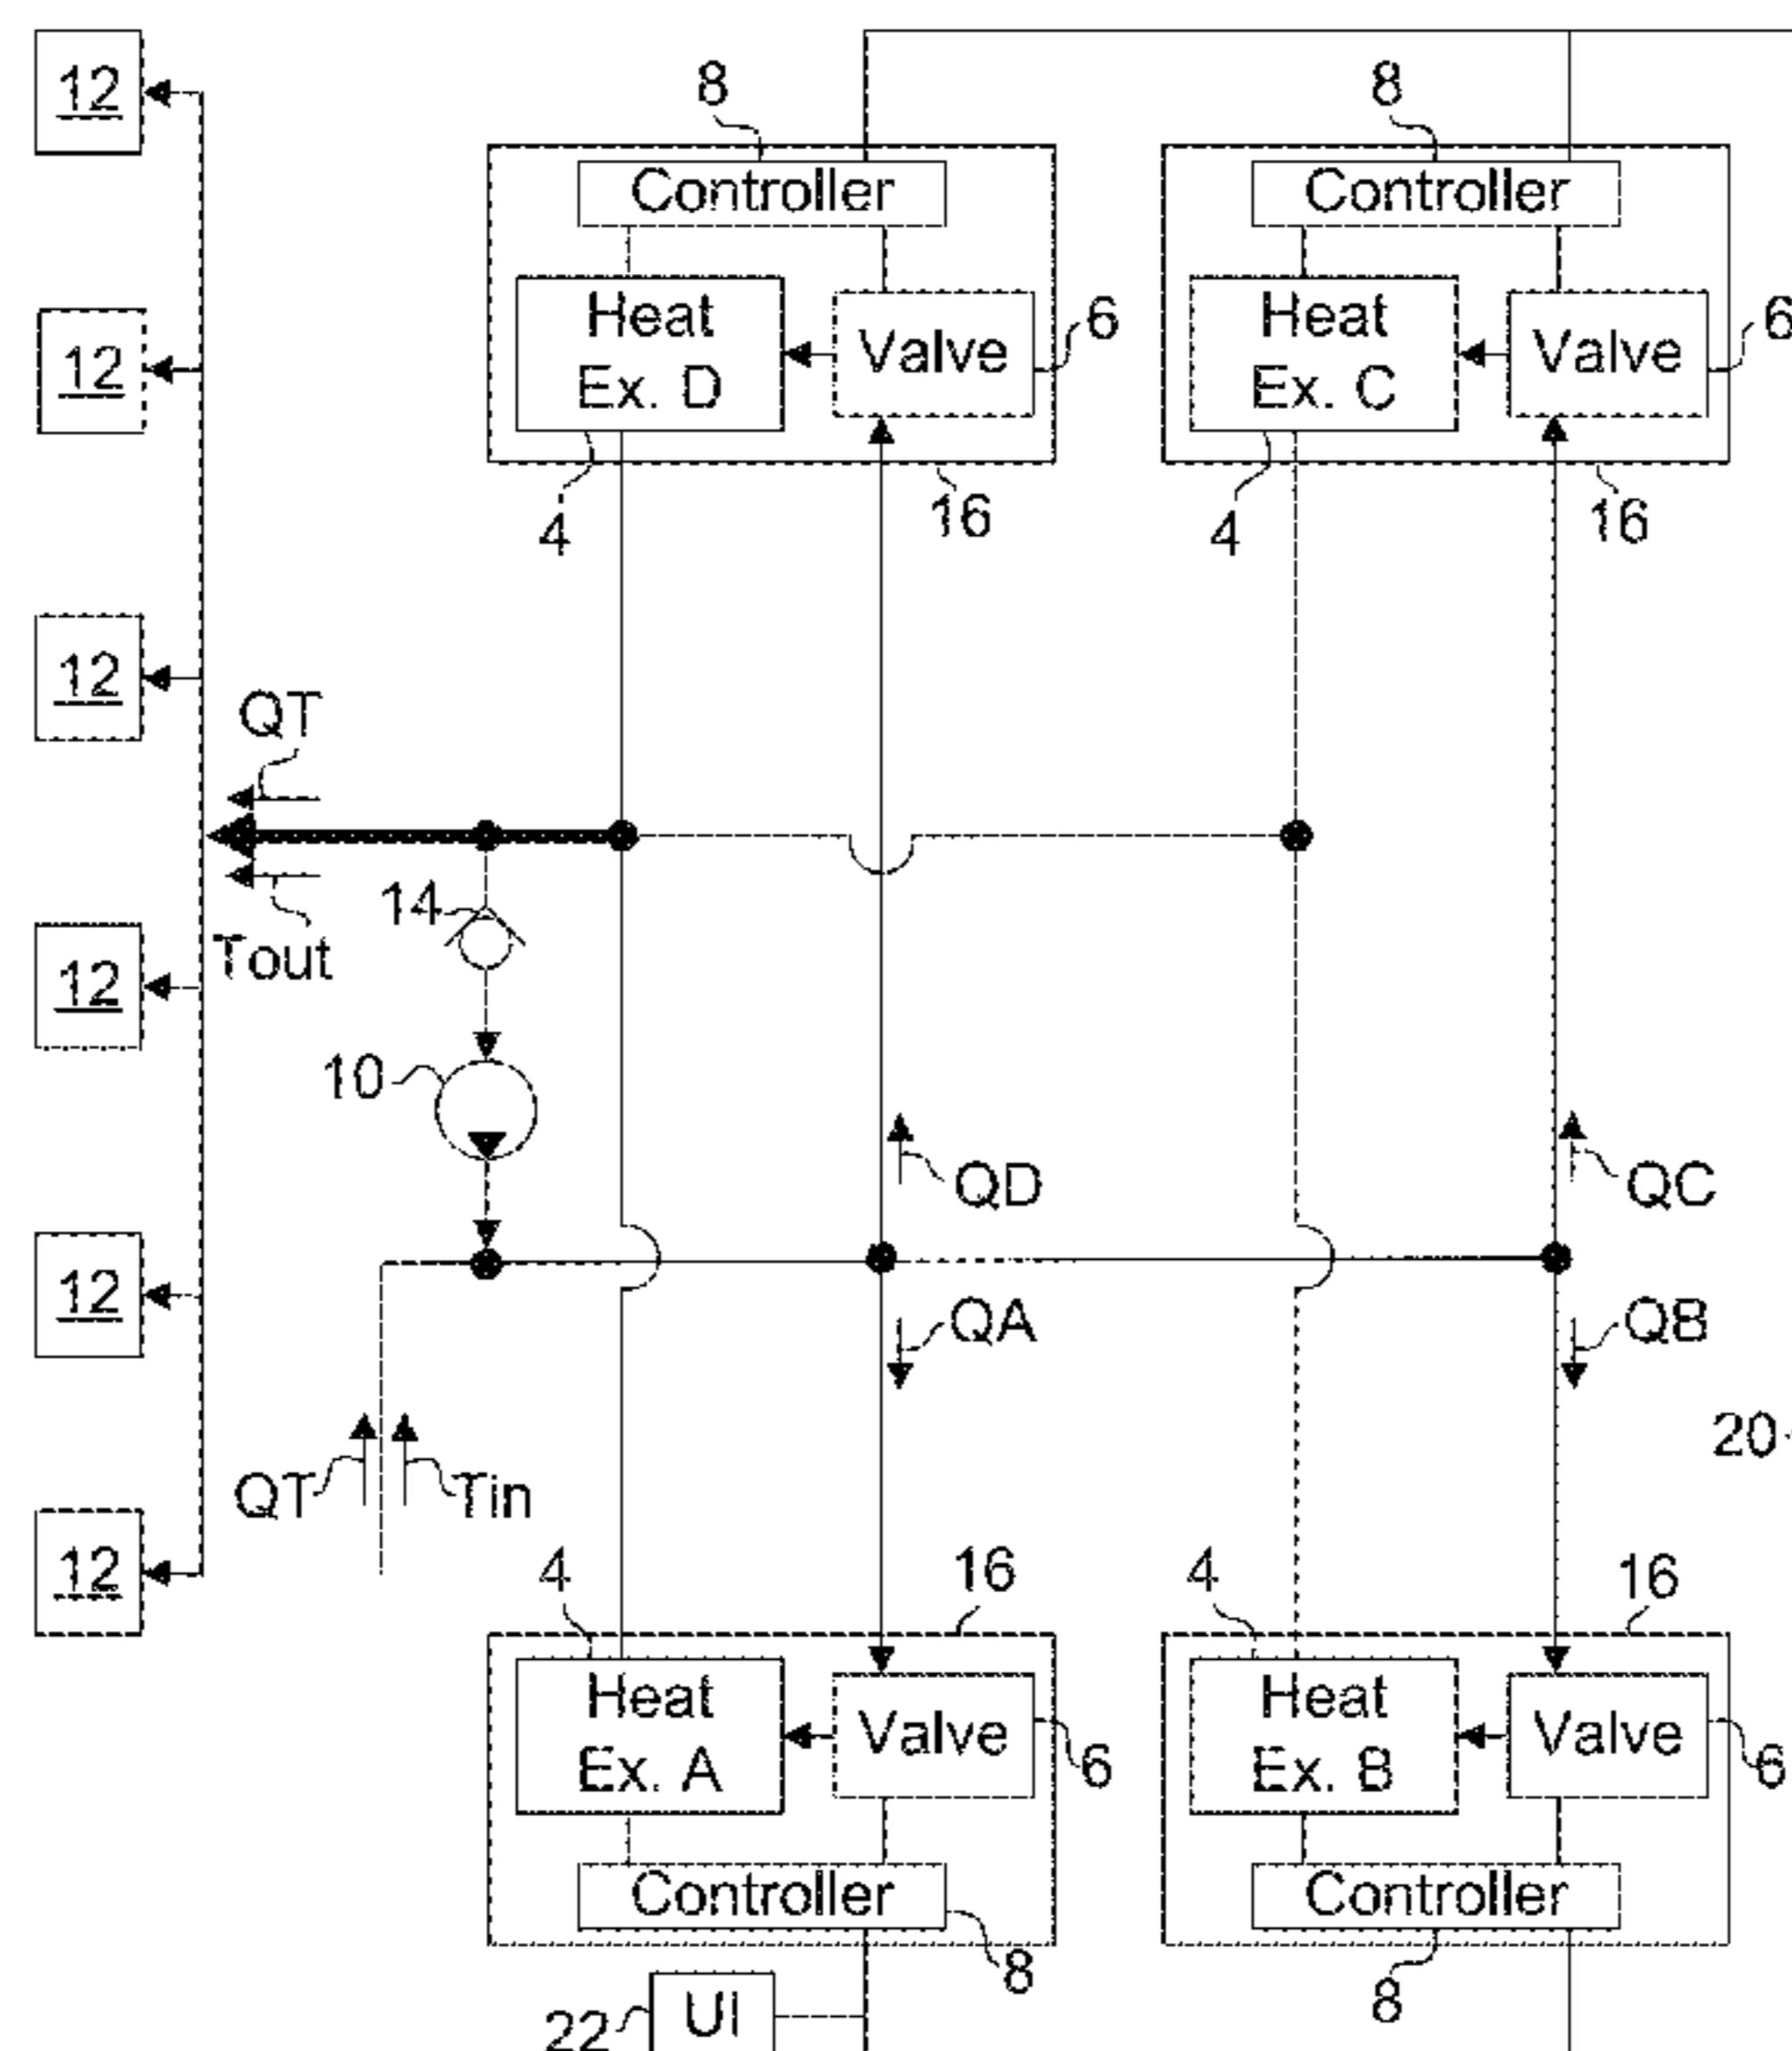 12
8
8
Controller
Controller
Heat
Ex. D
Valve
6
Heat
Ex. C
Valve
6
12
4
16
4
16
12
QT
14
Tout
12
10
QD
QC
12
QA
QB
20
QT
Tin
12
4
16
4
16
Heat
Ex. A
Valve
6
Heat
Ex. B
Valve
6
Controller
Controller
8
8
22
UI